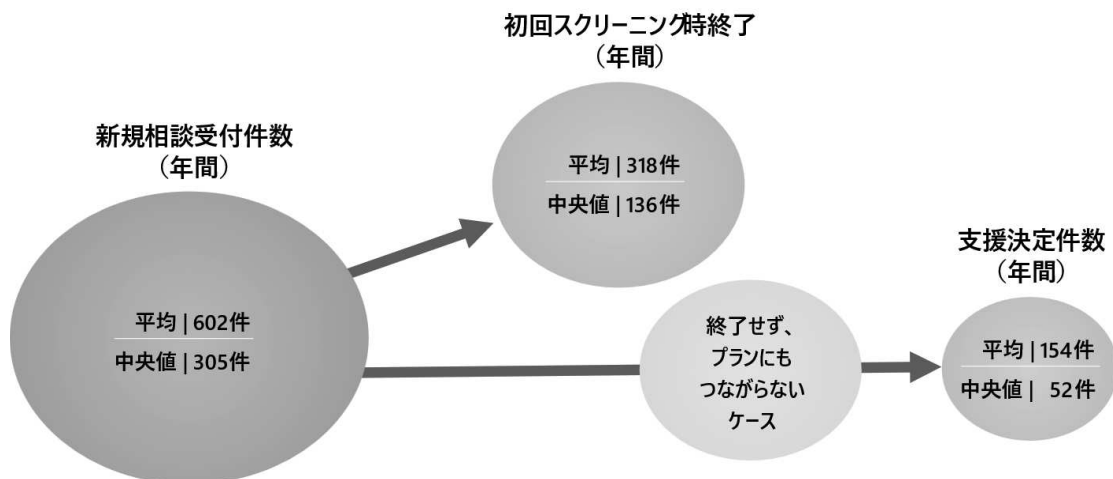 初回スクリーニング時終了
（年間）
新規相談受付件数
（年間）
平均 | 318件
中央値 | 136件
支援決定件数
（年間）
平均 | 602件
中央値 | 305件
終了せず、
プランにも
つながらない
ケース
平均 | 154件
中央値 | 52件